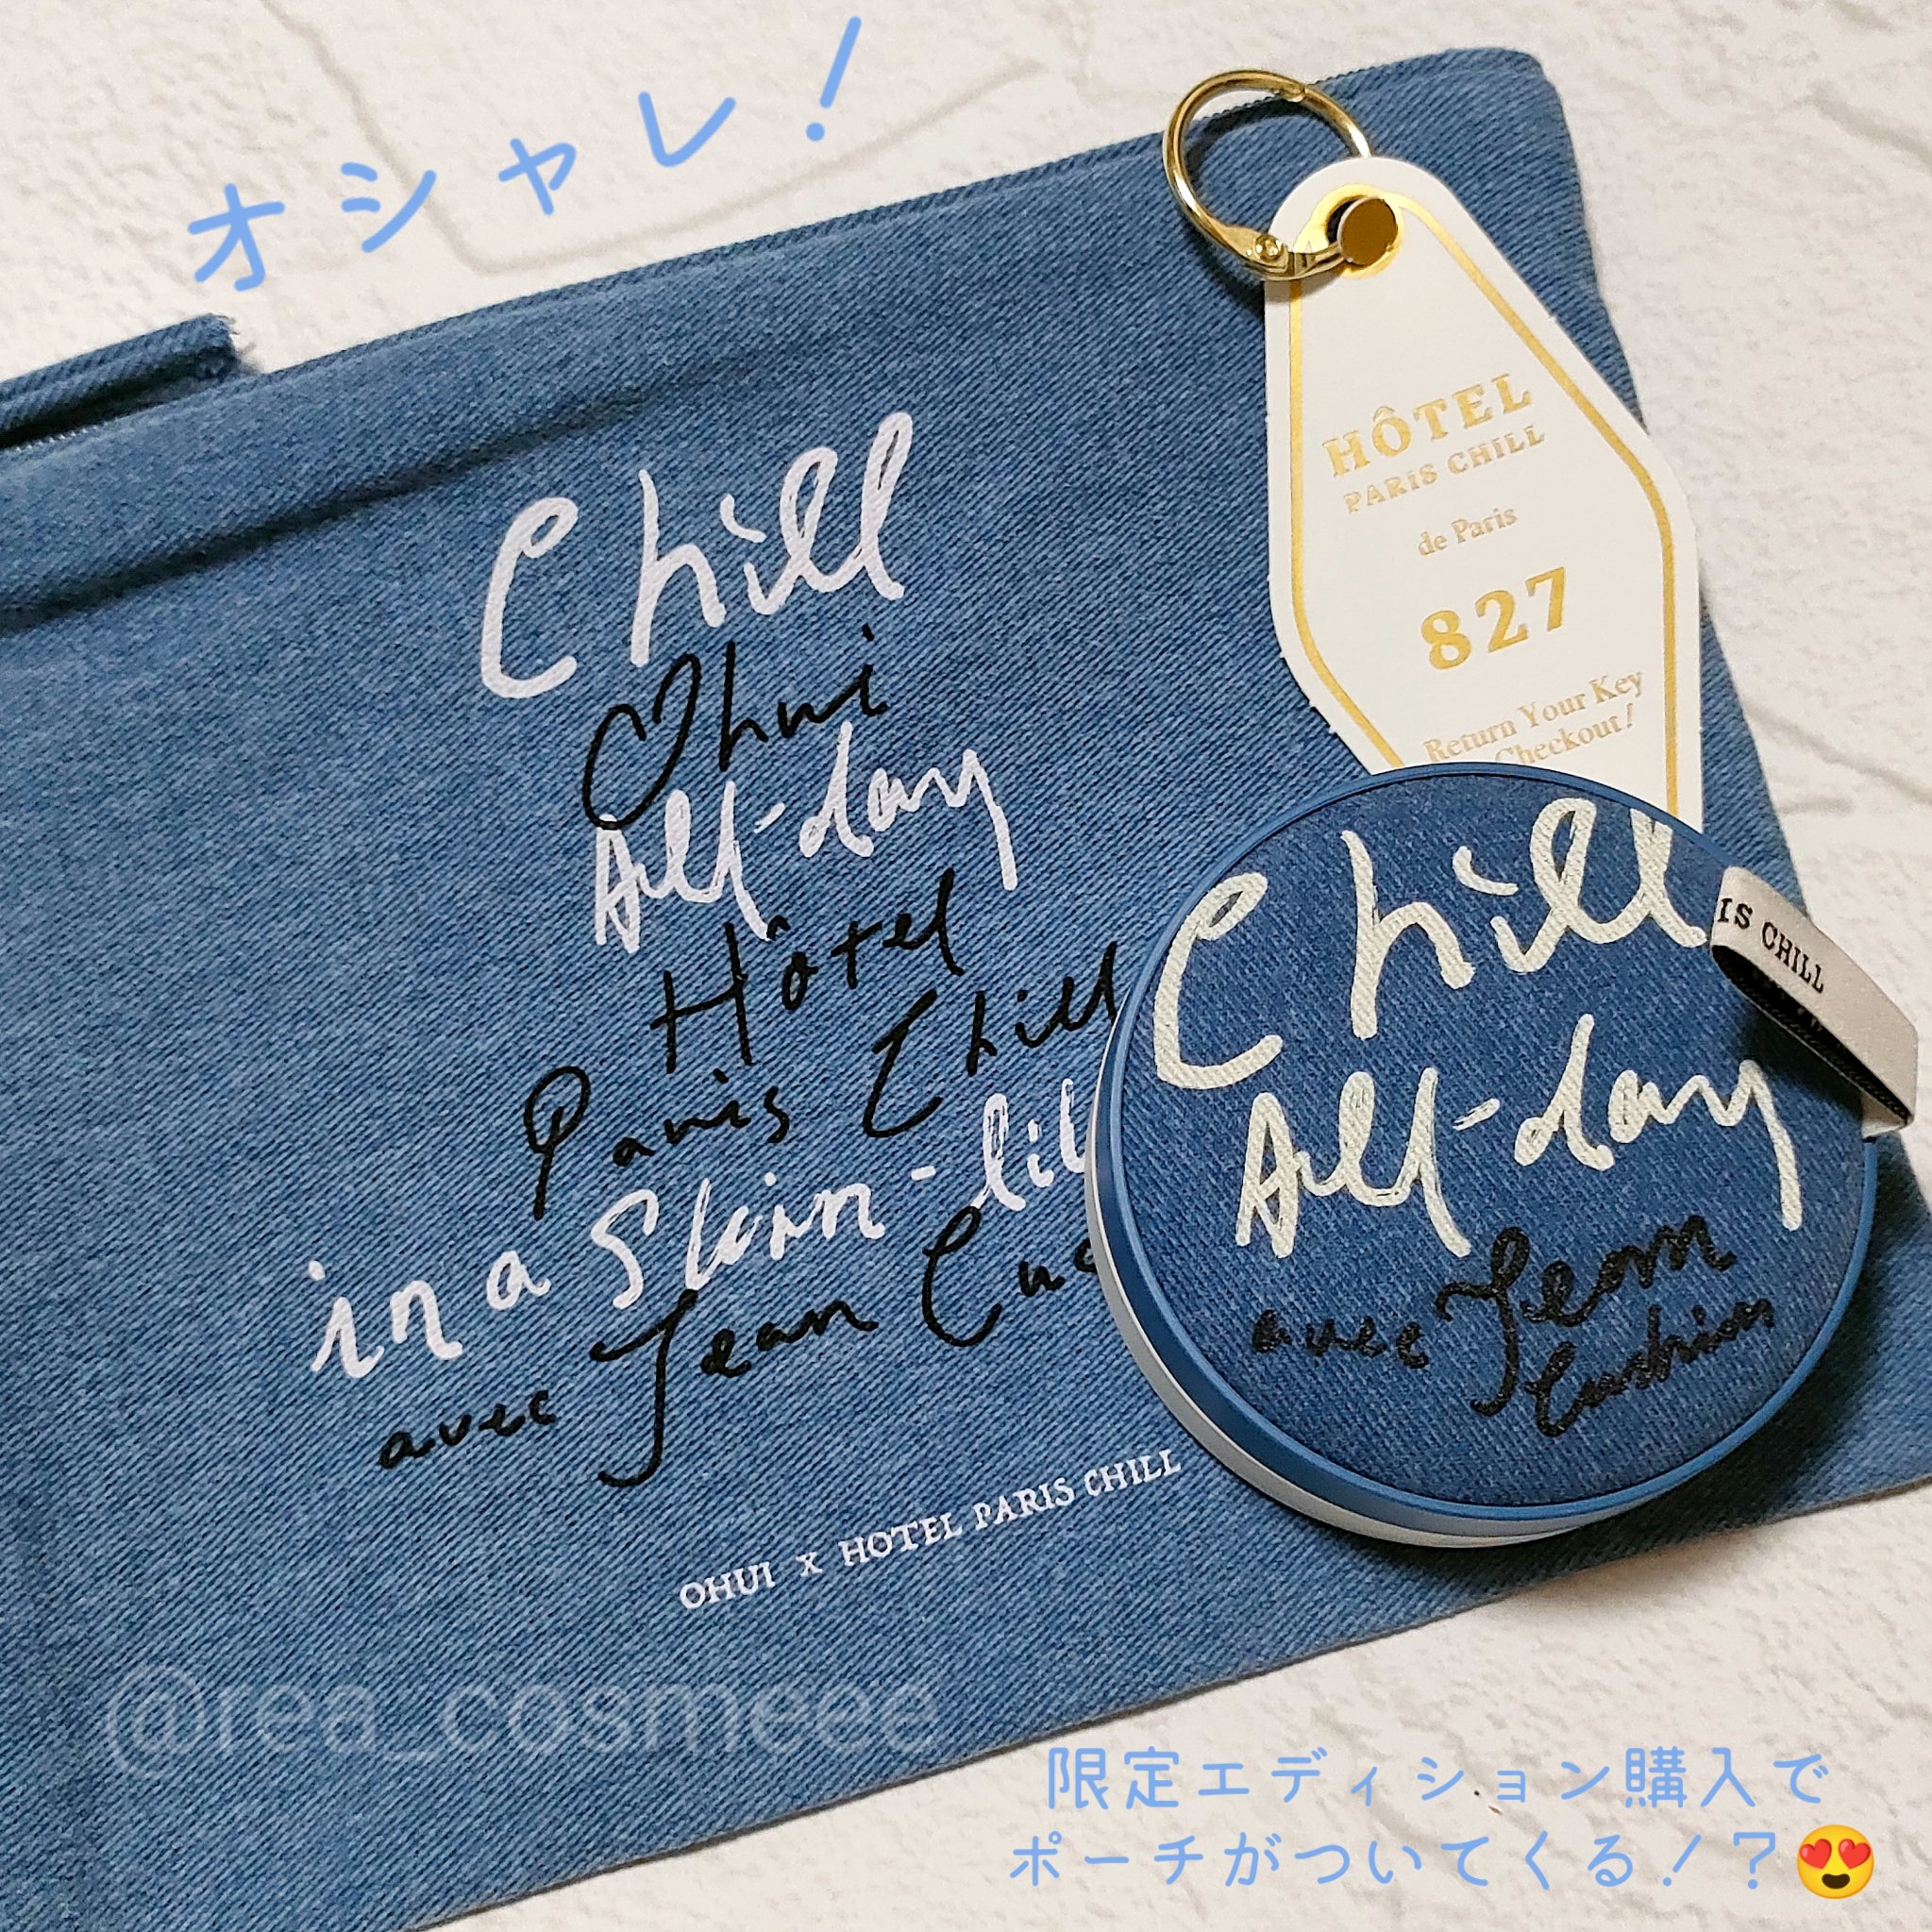 オシャレ！
Chill
Ohui
All-day
Hôtel
Paris Chill
in a Skin-lik
avec Jean Cuc
OHUI x HOTEL PARIS CHILL
HÔTEL
PARIS CHILL
de Paris
827
Return Your Key
Checkout!
Chill
All-day
avec Jean
Cushion
IS CHILL
@rea_cosmeee
限定エディション購入で
ポーチがついてくる！？😍